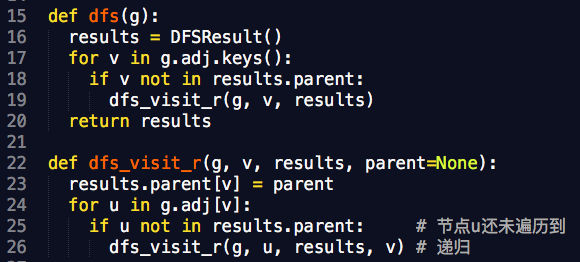 15 def dfs(g):
16   results = DFSResult()
17   for v in g.adj.keys():
18     if v not in results.parent:
19       dfs_visit_r(g, v, results)
20   return results
21
22 def dfs_visit_r(g, v, results, parent=None):
23   results.parent[v] = parent
24   for u in g.adj[v]:
25     if u not in results.parent:     # 节点u还未遍历到
26       dfs_visit_r(g, u, results, v) # 递归